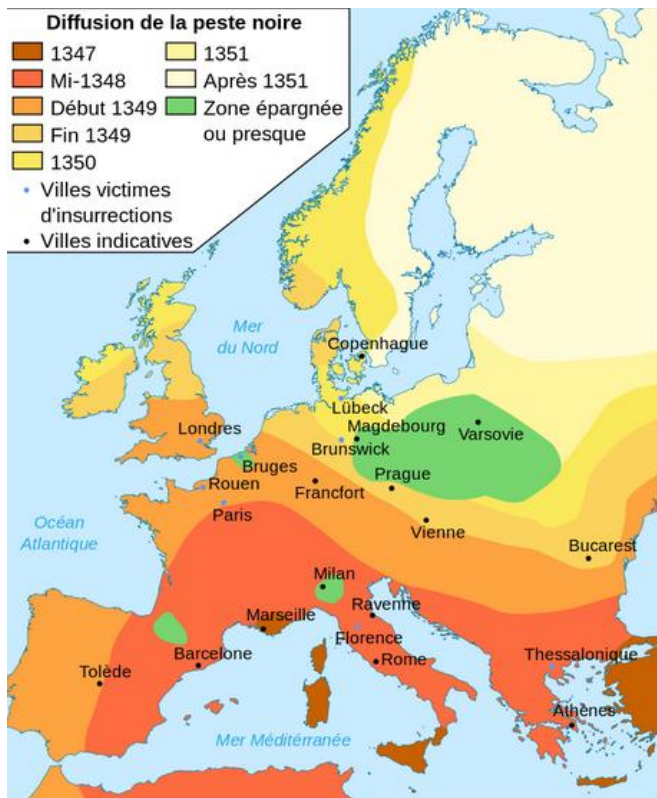 Diffusion de la peste noire
1347
Mi-1348
Début 1349
Fin 1349
1350
1351
Après 1351
Zone épargnée
ou presque
Villes victimes
d'insurrections
Villes indicatives
Mer
du Nord
Copenhague
Lübeck
Magdebourg
Varsovie
Londres
Brunswick
Bruges
Rouen
Francfort
Prague
Paris
Océan
Atlantique
Vienne
Bucarest
Milan
Marseille
Ravenne
Florence
Barcelone
Rome
Thessalonique
Tolède
Athènes
Mer Méditérranée